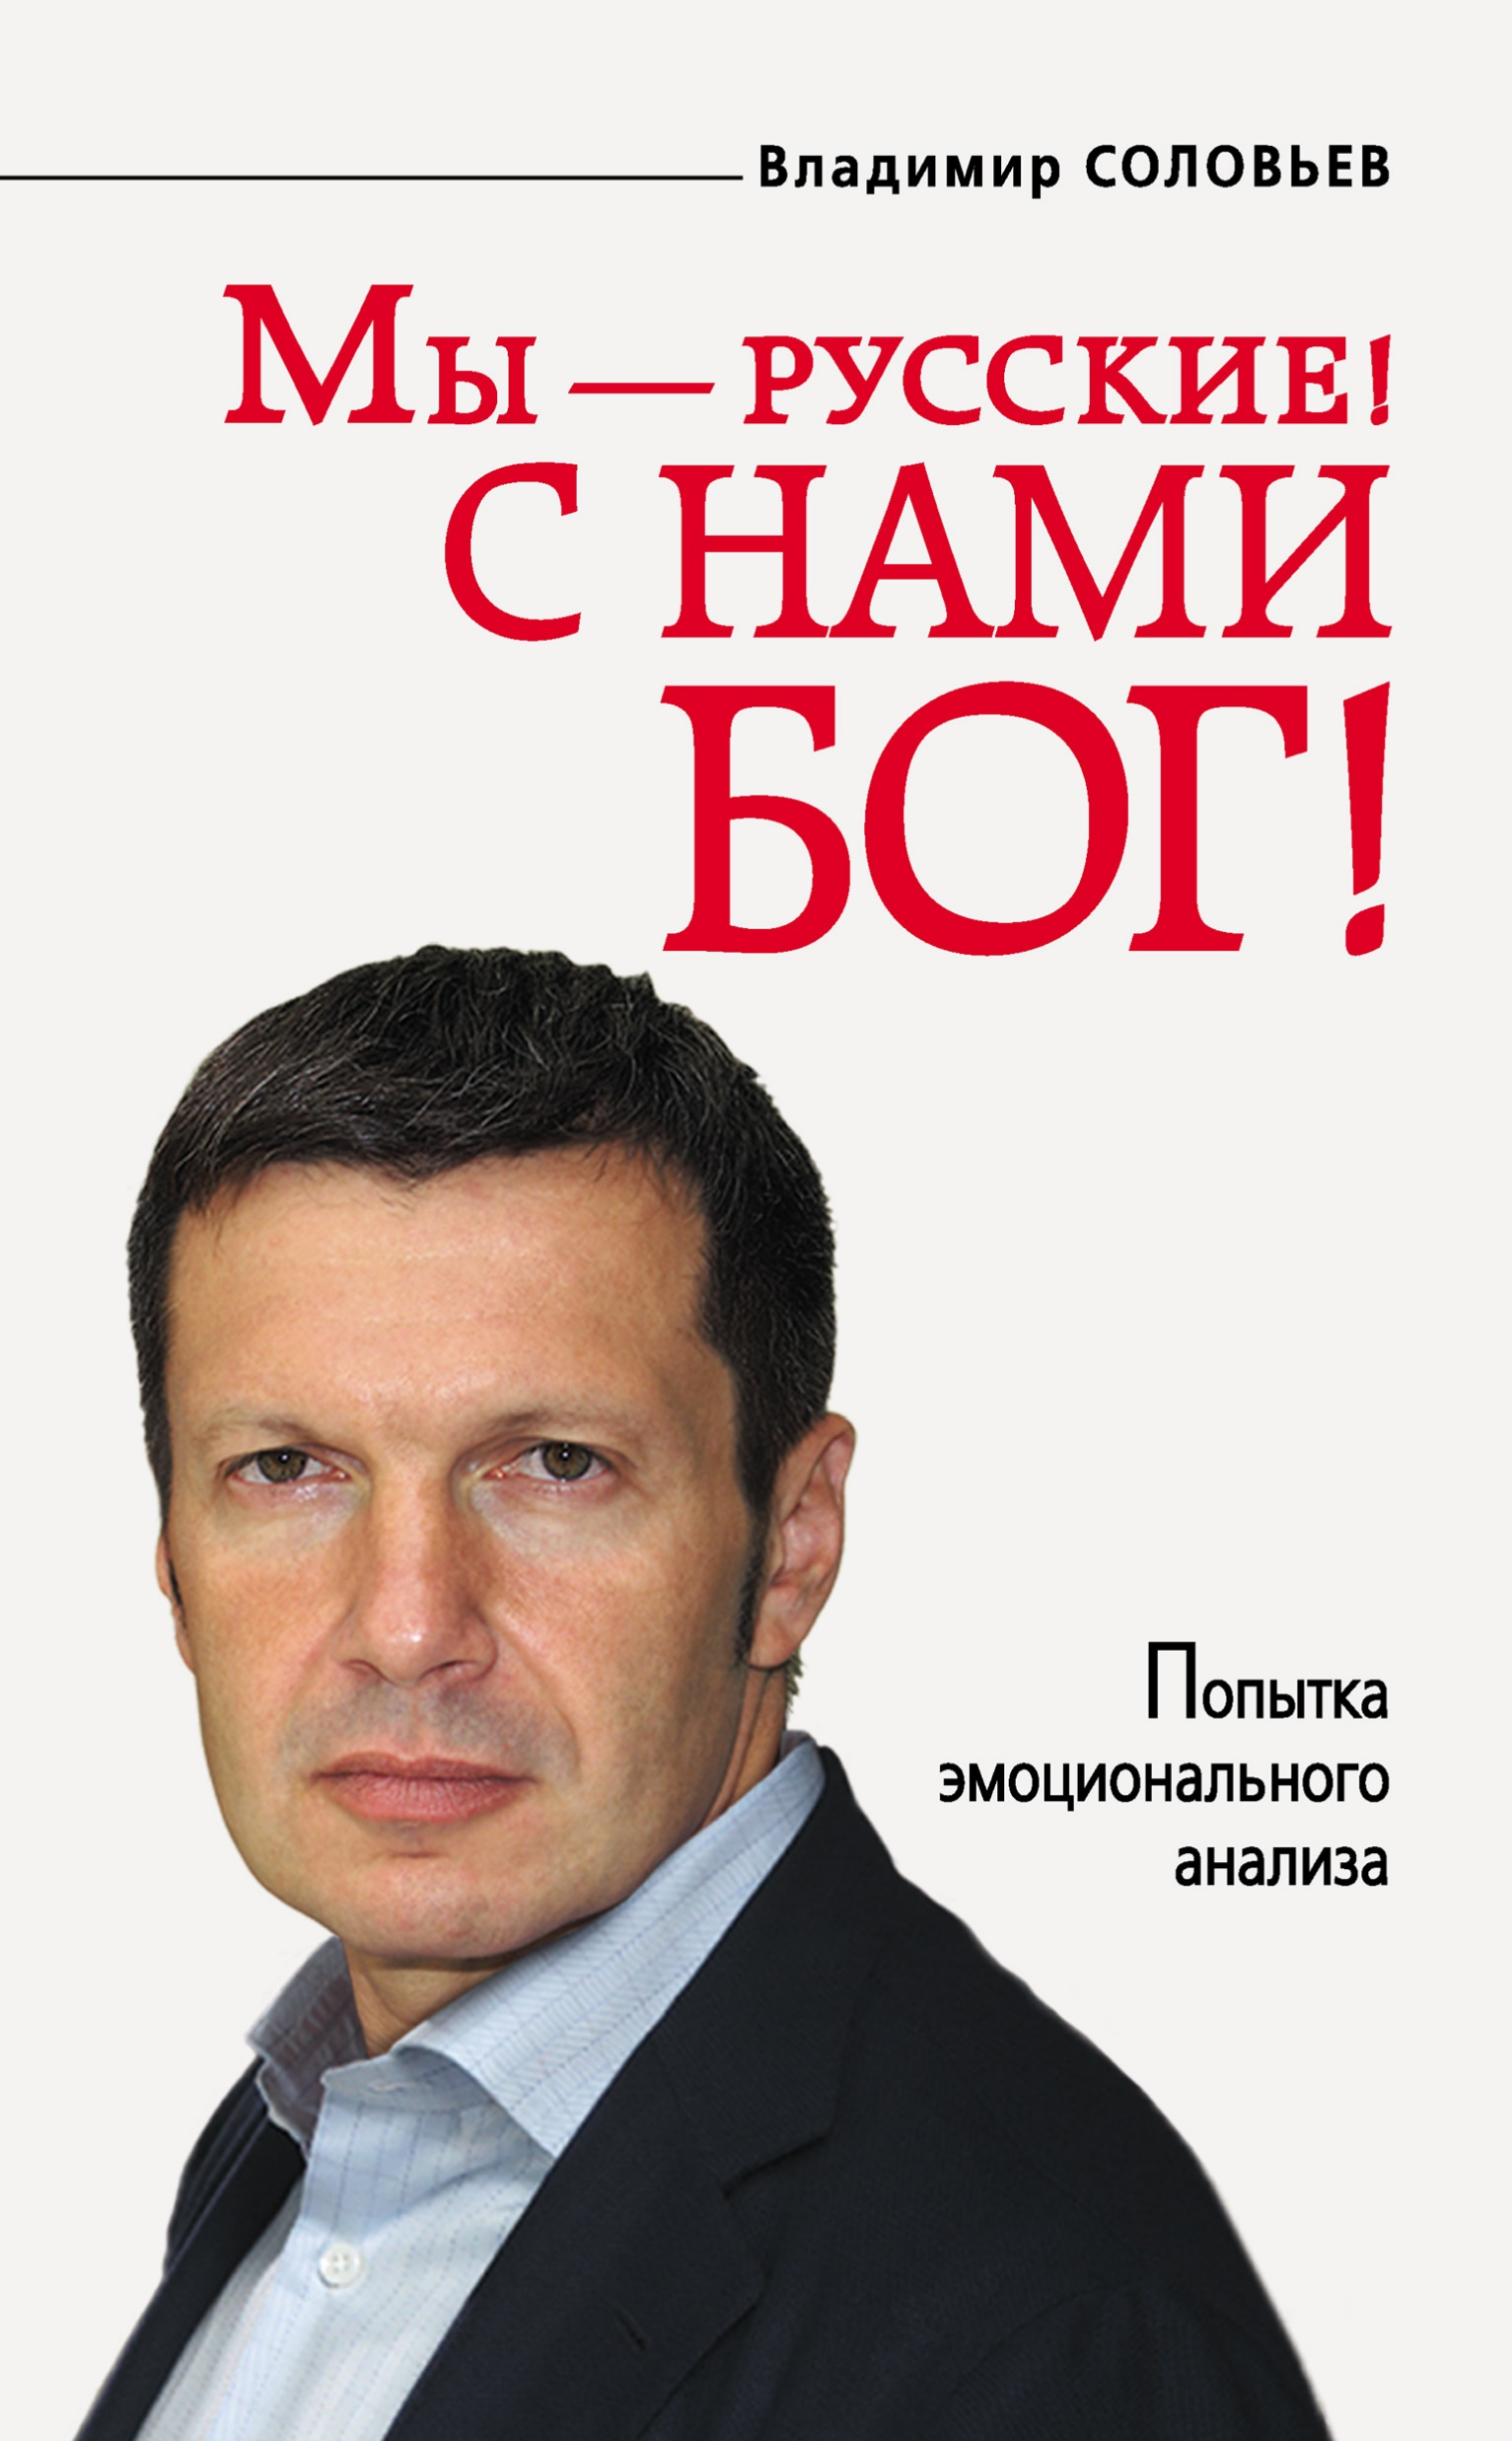 Владимир СОЛОВЬЕВ
Мы — РУССКИЕ!
С НАМИ
БОГ!
Попытка
эмоционального
анализа